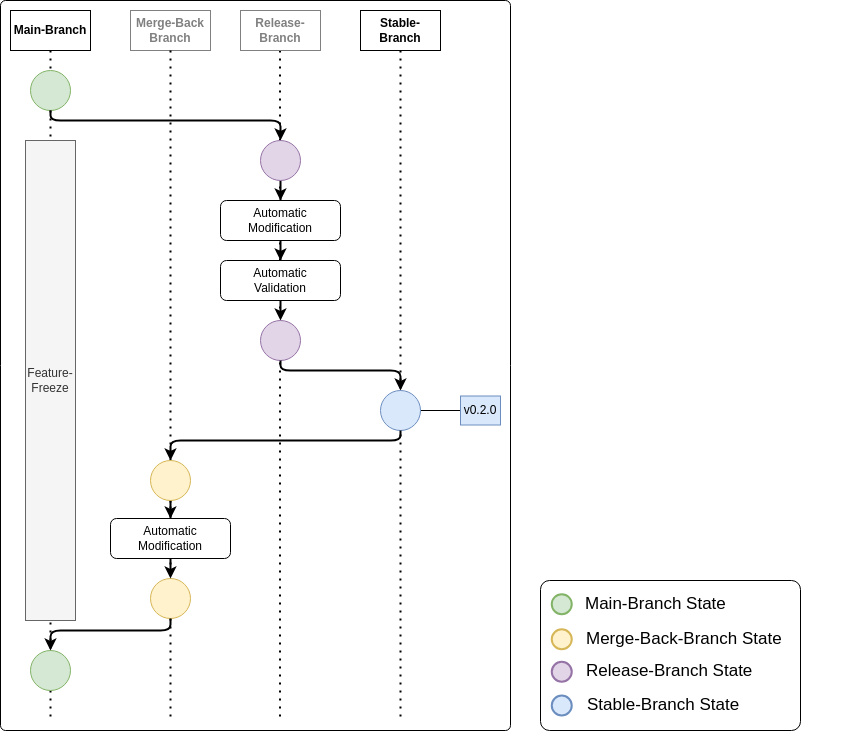 Main-Branch
Merge-Back
Branch
Release-
Branch
Stable-
Branch
Automatic
Modification
Automatic
Validation
Feature-
Freeze
v0.2.0
Automatic
Modification
Main-Branch State
Merge-Back-Branch State
Release-Branch State
Stable-Branch State